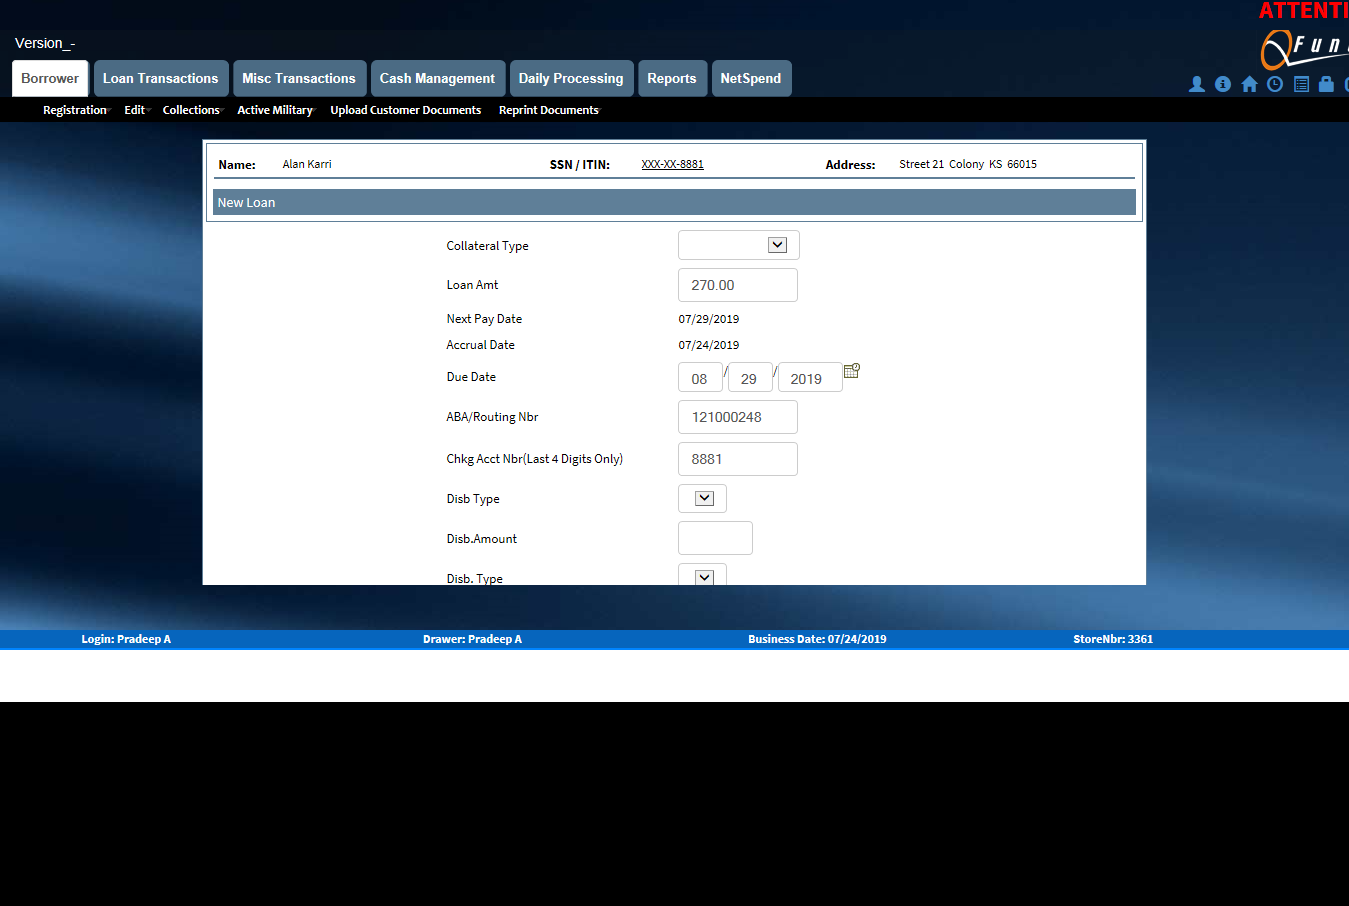 ATTENTI
Version_-
Fun
Borrower Loan Transactions Misc Transactions Cash Management Daily Processing Reports NetSpend
Registration Edit Collections Active Military Upload Customer Documents Reprint Documents
Name: Alan Karri SSN / ITIN: XXX-XX-8881 Address: Street 21 Colony KS 66015
New Loan
Collateral Type
Loan Amt 270.00
Next Pay Date 07/29/2019
Accrual Date 07/24/2019
Due Date 08 / 29 / 2019
ABA/Routing Nbr 121000248
Chkg Acct Nbr(Last 4 Digits Only) 8881
Disb Type
Disb.Amount
Disb. Type
Login: Pradeep A Drawer: Pradeep A Business Date: 07/24/2019 StoreNbr: 3361